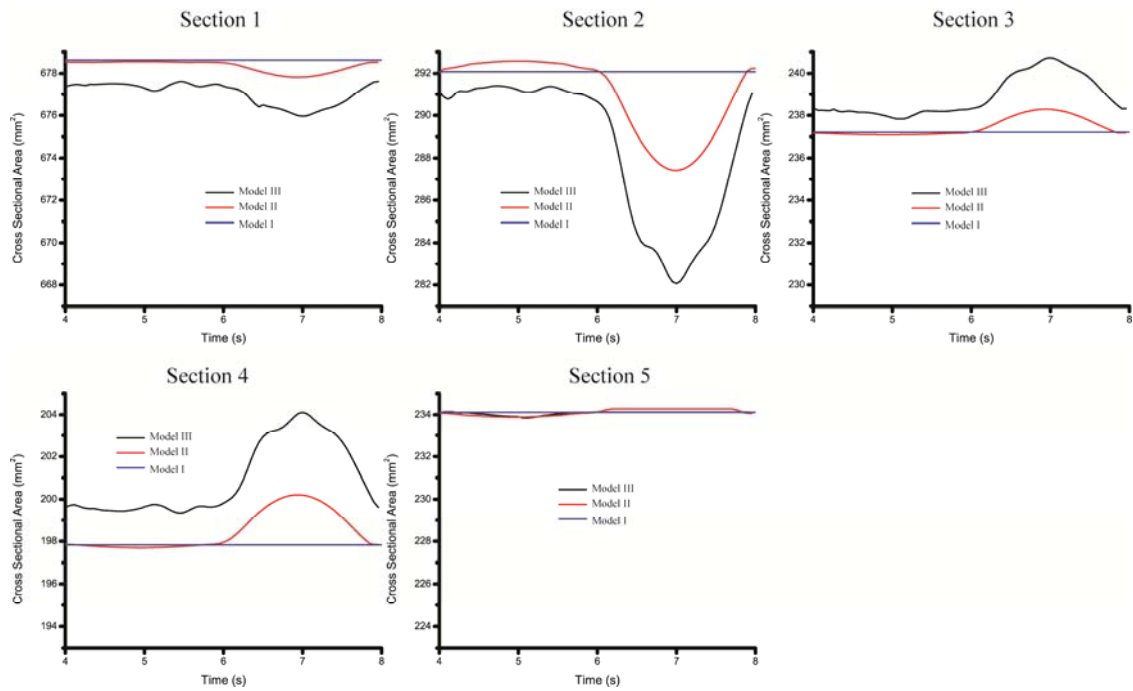 Section 1
Section 2
Section 3
Cross Sectional Area (mm²)
678
676
674
672
670
668
Model III
Model II
Model I
4 5 6 7 8
Time (s)
Cross Sectional Area (mm²)
292
290
288
286
284
282
Model III
Model II
Model I
4 5 6 7 8
Time (s)
Cross Sectional Area (mm²)
240
238
236
234
232
230
Model III
Model II
Model I
4 5 6 7 8
Time (s)
Section 4
Section 5
Cross Sectional Area (mm²)
204
202
200
198
196
194
Model III
Model II
Model I
4 5 6 7 8
Time (s)
Cross Sectional Area (mm²)
234
232
230
228
226
224
Model III
Model II
Model I
4 5 6 7 8
Time (s)